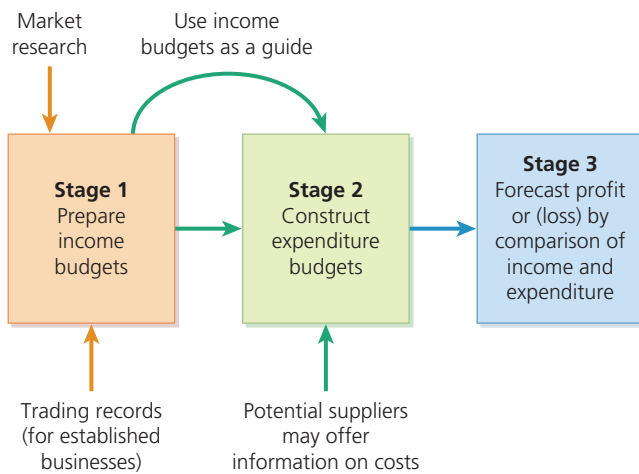 Market
research
Use income
budgets as a guide
Stage 1
Prepare
income
budgets
Stage 2
Construct
expenditure
budgets
Stage 3
Forecast profit
or (loss) by
comparison of
income and
expenditure
Trading records
(for established
businesses)
Potential suppliers
may offer
information on costs